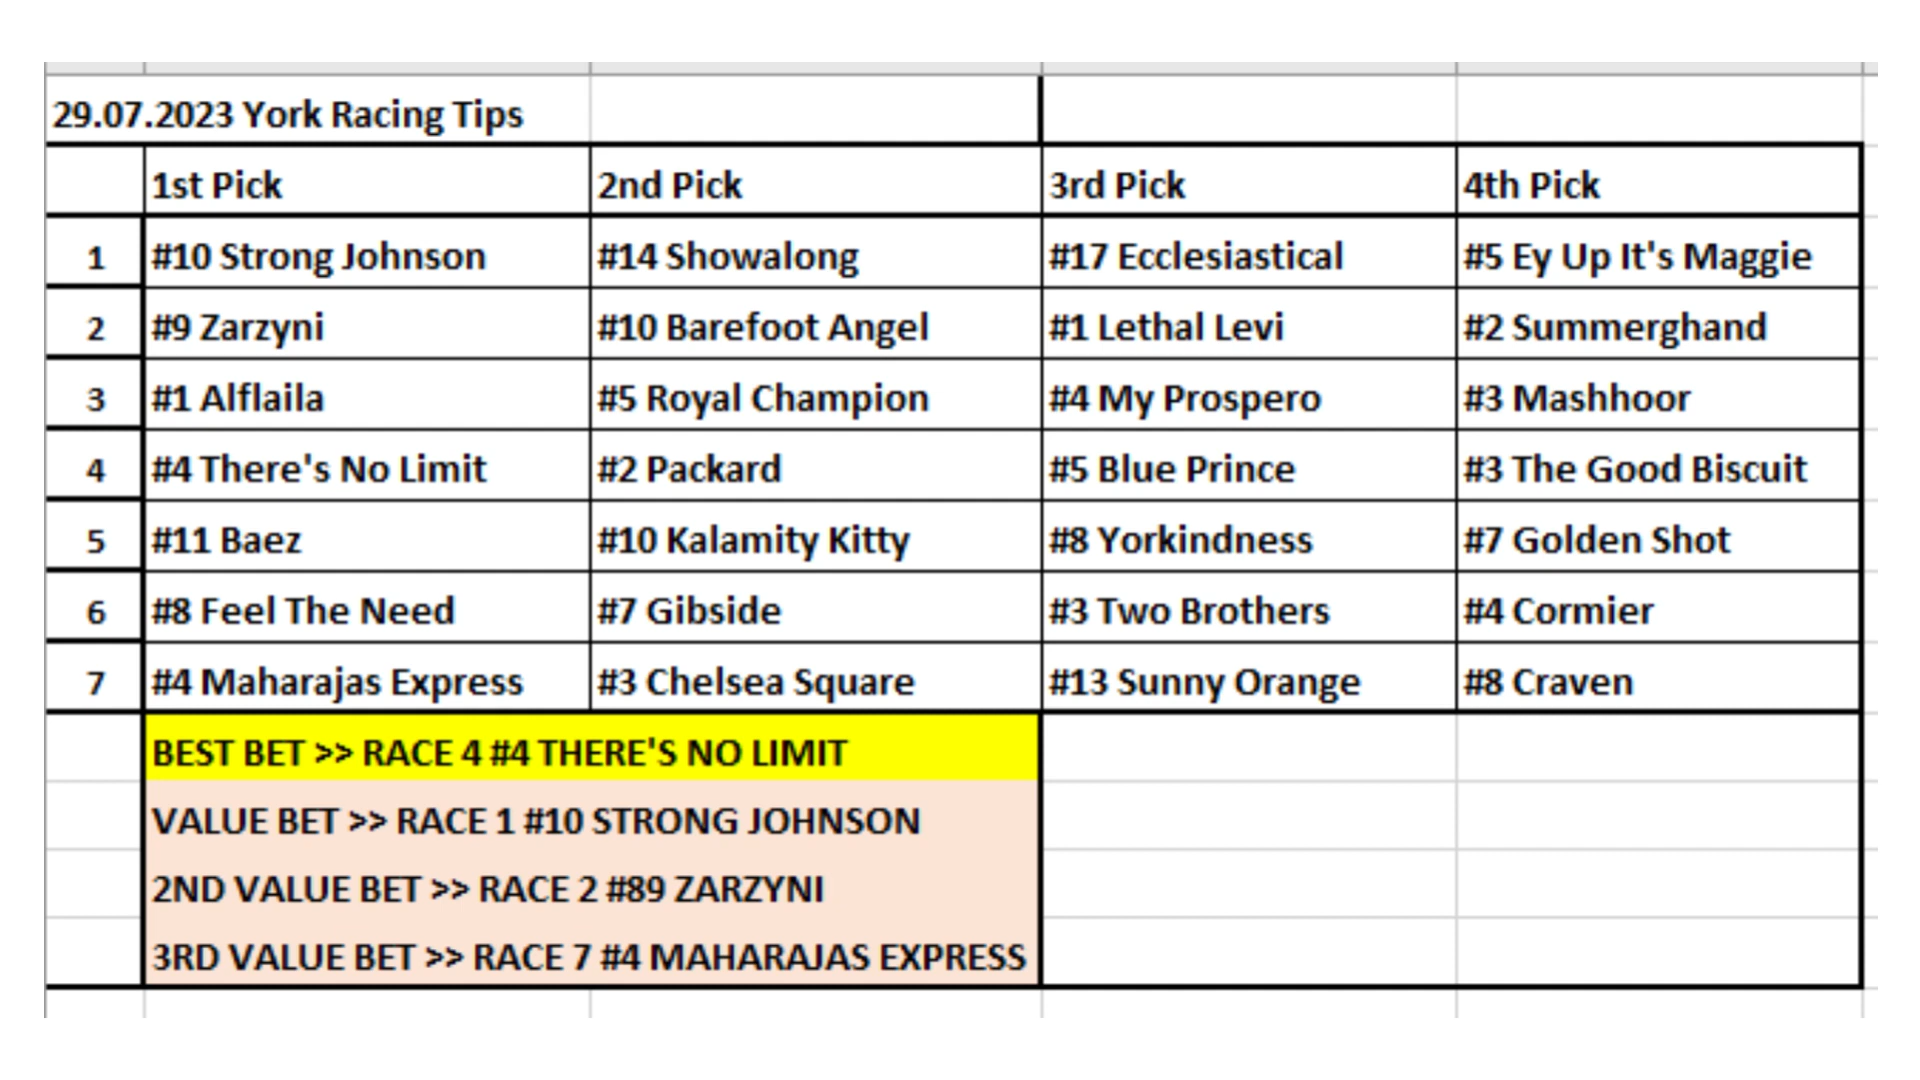 29.07.2023 York Racing Tips
1st Pick 2nd Pick 3rd Pick 4th Pick
1 #10 Strong Johnson #14 Showalong #17 Ecclesiastical #5 Ey Up It's Maggie
2 #9 Zarzyni #10 Barefoot Angel #1 Lethal Levi #2 Summerghand
3 #1 Alflaila #5 Royal Champion #4 My Prospero #3 Mashhoor
4 #4 There's No Limit #2 Packard #5 Blue Prince #3 The Good Biscuit
5 #11 Baez #10 Kalamity Kitty #8 Yorkindness #7 Golden Shot
6 #8 Feel The Need #7 Gibside #3 Two Brothers #4 Cormier
7 #4 Maharajas Express #3 Chelsea Square #13 Sunny Orange #8 Craven
BEST BET >> RACE 4 #4 THERE'S NO LIMIT
VALUE BET >> RACE 1 #10 STRONG JOHNSON
2ND VALUE BET >> RACE 2 #89 ZARZYNI
3RD VALUE BET >> RACE 7 #4 MAHARAJAS EXPRESS